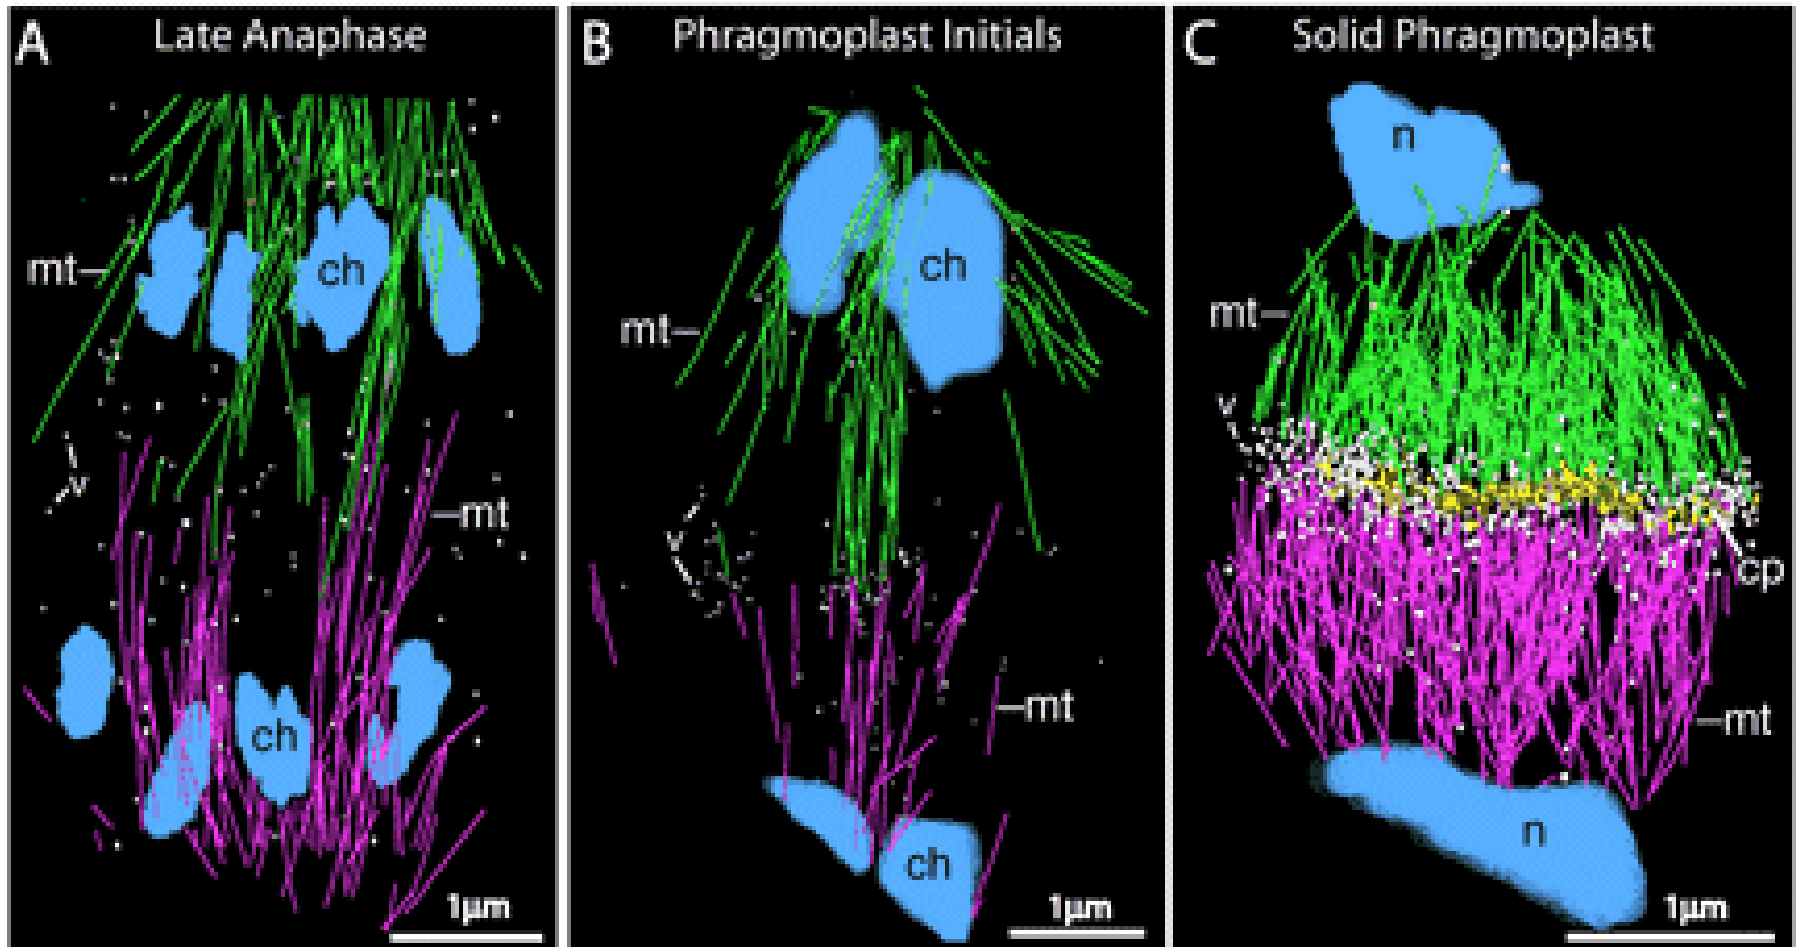 A Late Anaphase
mt
ch
v
mt
ch
1μm
B Phragmoplast Initials
ch
mt
v
mt
ch
1μm
C Solid Phragmoplast
n
mt
v
cp
mt
n
1μm